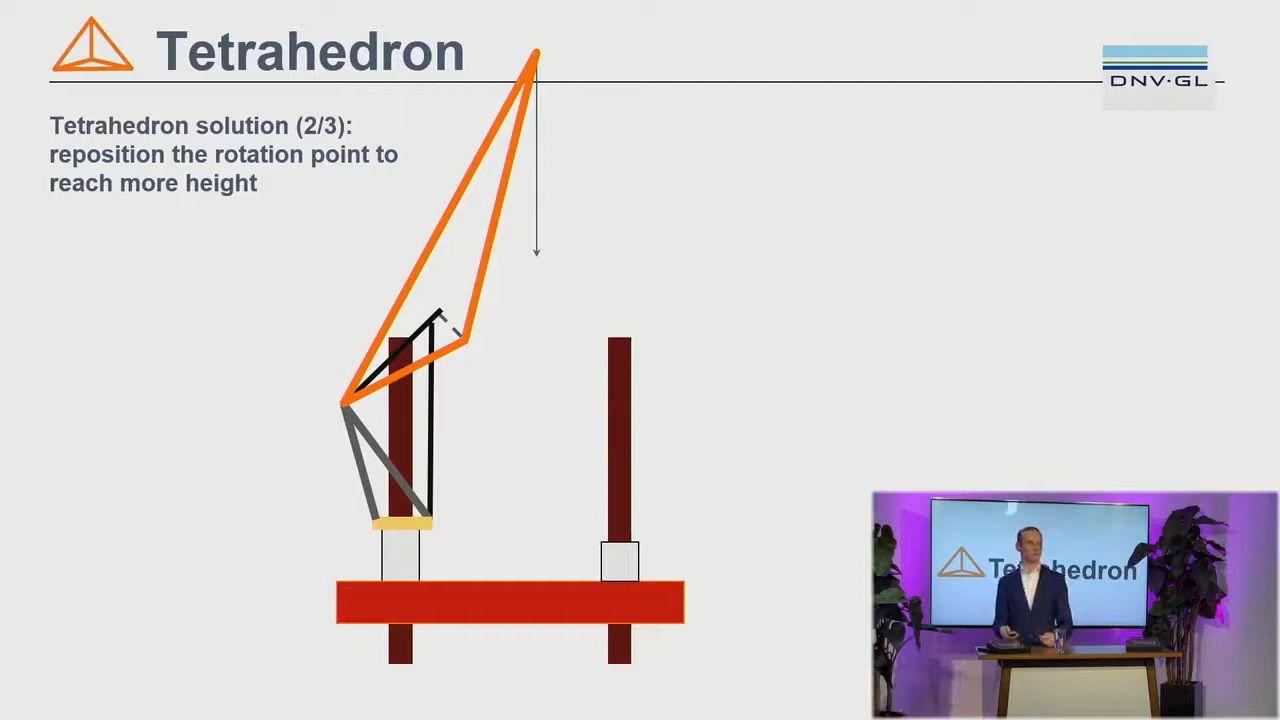 Tetrahedron
DNV·GL
Tetrahedron solution (2/3):
reposition the rotation point to
reach more height
Tetrahedron